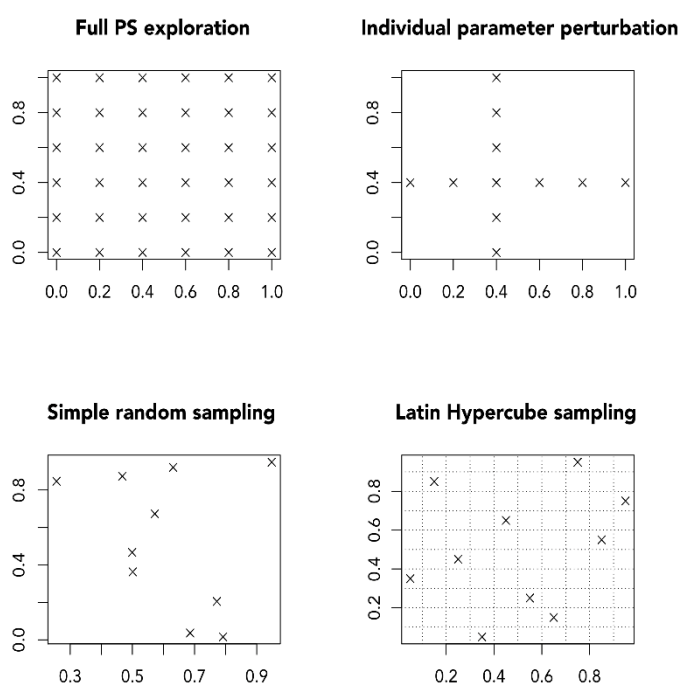 Full PS exploration
Individual parameter perturbation
0.8
0.4
0.0
0.0 0.2 0.4 0.6 0.8 1.0
0.8
0.4
0.0
0.0 0.2 0.4 0.6 0.8 1.0
Simple random sampling
Latin Hypercube sampling
0.8
0.4
0.0
0.3 0.5 0.7 0.9
0.8
0.6
0.4
0.2
0.2 0.4 0.6 0.8